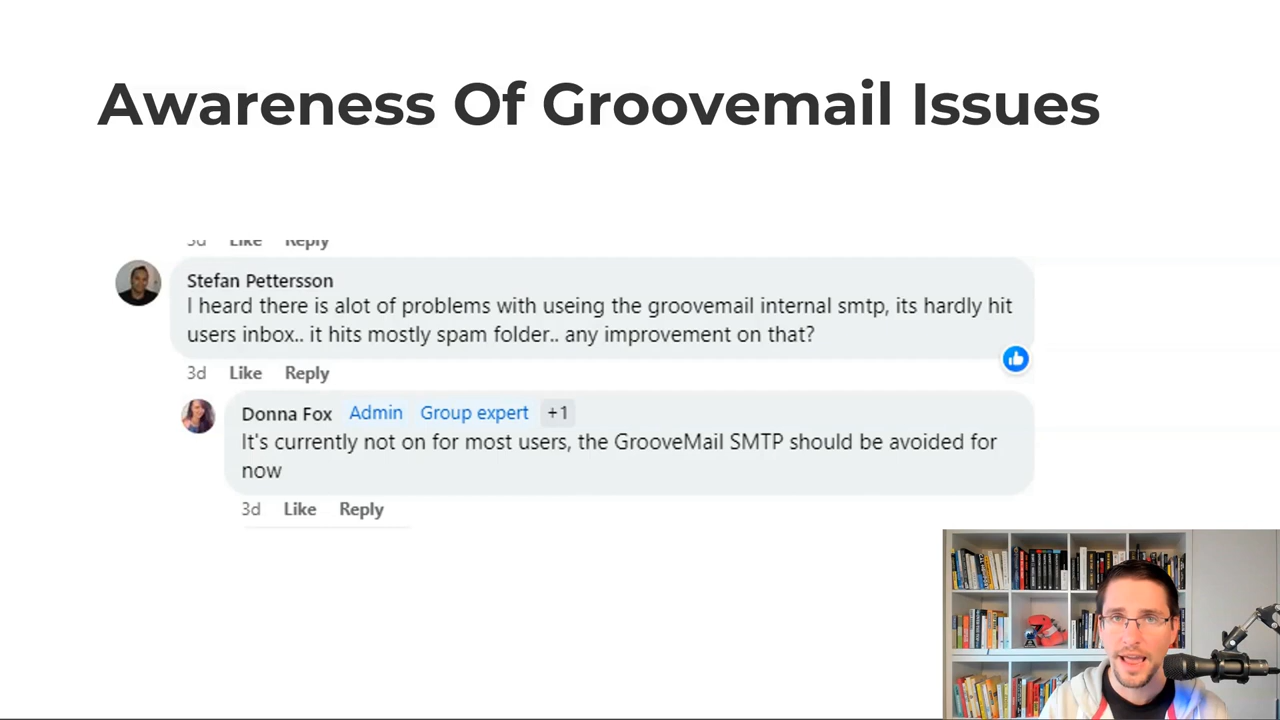 Awareness Of Groovemail Issues
3d Like Reply
Stefan Pettersson
I heard there is alot of problems with useing the groovemail internal smtp, its hardly hit
users inbox.. it hits mostly spam folder.. any improvement on that?
3d Like Reply
Donna Fox Admin Group expert +1
It's currently not on for most users, the GrooveMail SMTP should be avoided for
now
3d Like Reply